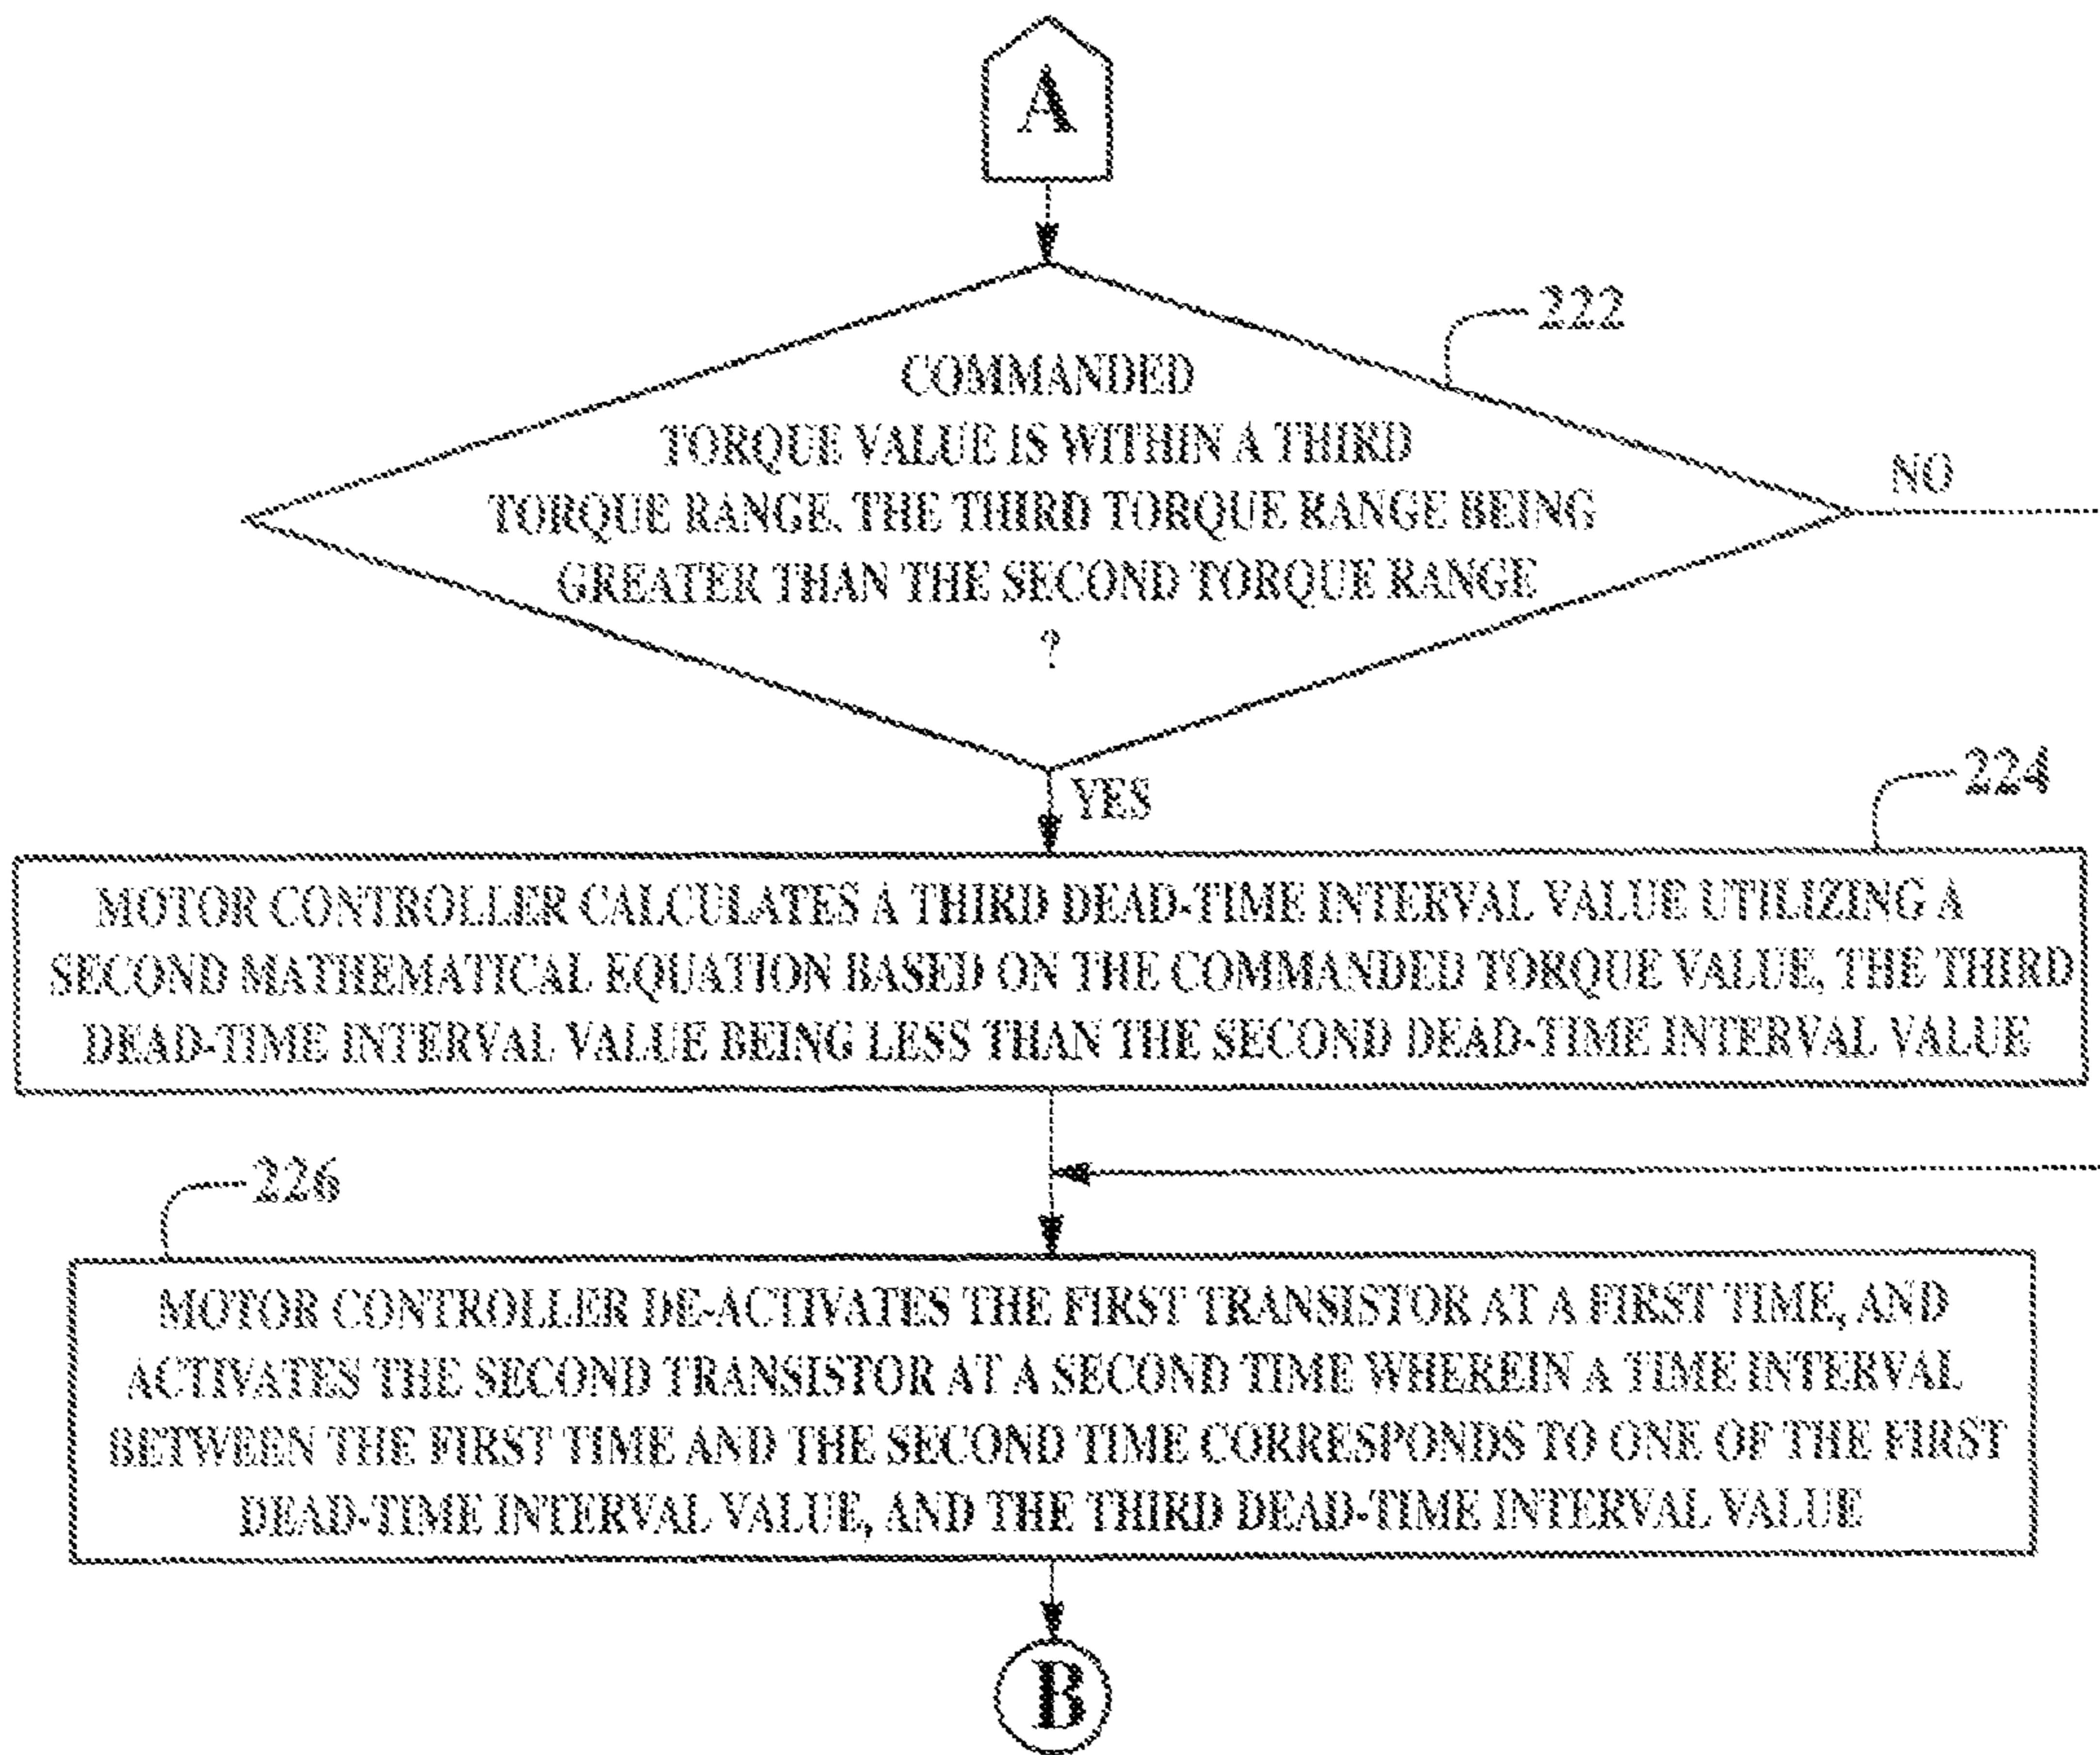 A
222
COMMANDED
TORQUE VALUE IS WITHIN A THIRD
TORQUE RANGE. THE THIRD TORQUE RANGE BEING
GREATER THAN THE SECOND TORQUE RANGE
?
NO
YES
224
MOTOR CONTROLLER CALCULATES A THIRD DEAD-TIME INTERVAL VALUE UTILIZING A
SECOND MATHEMATICAL EQUATION BASED ON THE COMMANDED TORQUE VALUE, THE THIRD
DEAD-TIME INTERVAL VALUE BEING LESS THAN THE SECOND DEAD-TIME INTERVAL VALUE
226
MOTOR CONTROLLER DE-ACTIVATES THE FIRST TRANSISTOR AT A FIRST TIME, AND
ACTIVATES THE SECOND TRANSISTOR AT A SECOND TIME WHEREIN A TIME INTERVAL
BETWEEN THE FIRST TIME AND THE SECOND TIME CORRESPONDS TO ONE OF THE FIRST
DEAD-TIME INTERVAL VALUE, AND THE THIRD DEAD-TIME INTERVAL VALUE
B